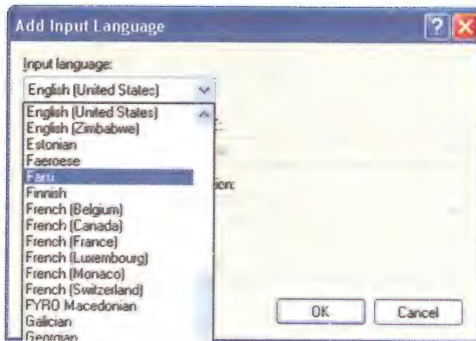 Add Input Language
Input language:
English (United States)
English (United States)
English (Zimbabwe)
Estonian
Faeroese
Farsi
Finnish
French (Belgium)
French (Canada)
French (France)
French (Luxembourg)
French (Monaco)
French (Switzerland)
FYRO Macedonian
Galician
Georgian
OK
Cancel